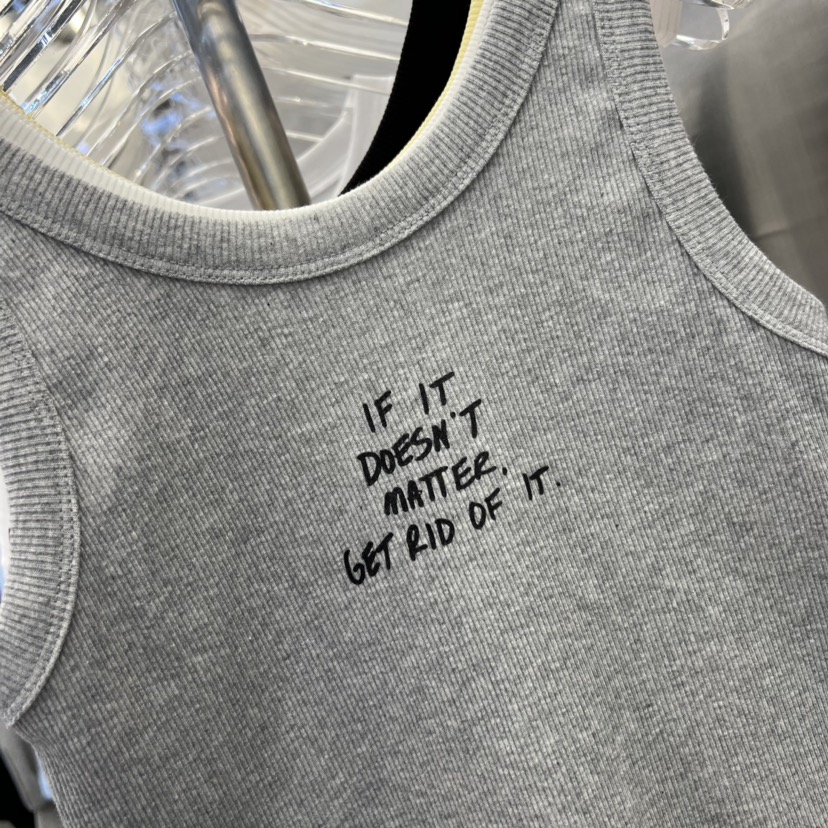 IF IT
DOESN'T
MATTER.
GET RID OF IT.